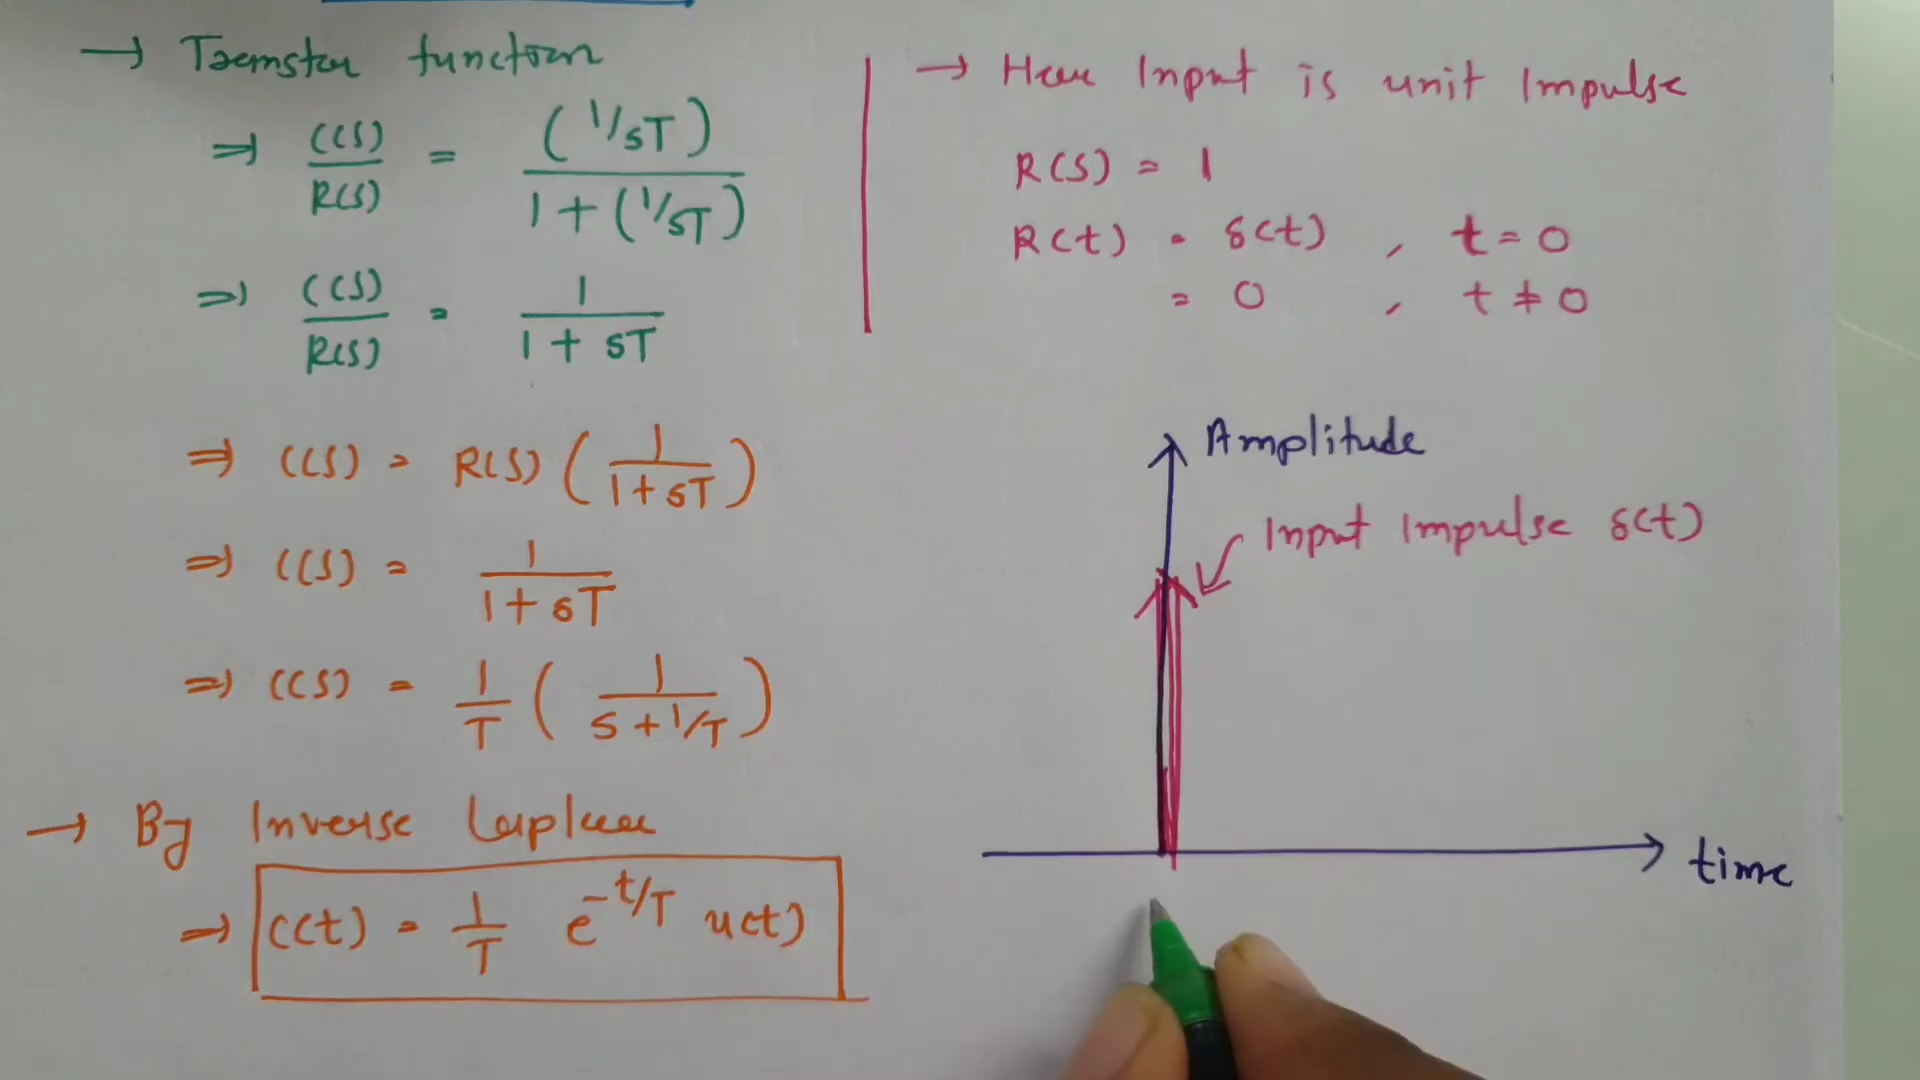 → Transfer function
⇒ C(S)/R(S) = (1/sT) / 1 + (1/sT)
⇒ C(S)/R(S) = 1 / 1 + sT
⇒ C(S) = R(S) (1 / 1 + sT)
⇒ C(S) = 1 / 1 + sT
⇒ C(S) = 1/T (1 / S + 1/T)
→ By Inverse Laplace
⇒ C(t) = 1/T e^-t/T u(t)
→ Here Input is unit Impulse
R(S) = 1
R(t) = δ(t) , t = 0
= 0 , t ≠ 0
Amplitude
Input Impulse δ(t)
time